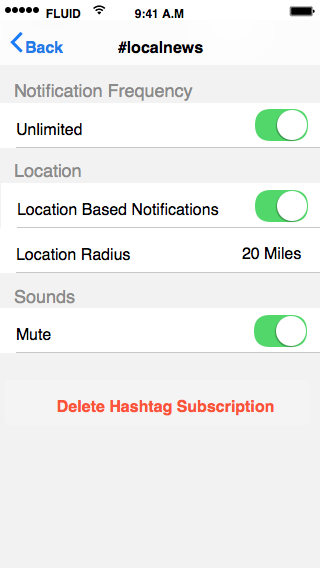 FLUID 9:41 A.M
Back #localnews
Notification Frequency
Unlimited
Location
Location Based Notifications
Location Radius 20 Miles
Sounds
Mute
Delete Hashtag Subscription